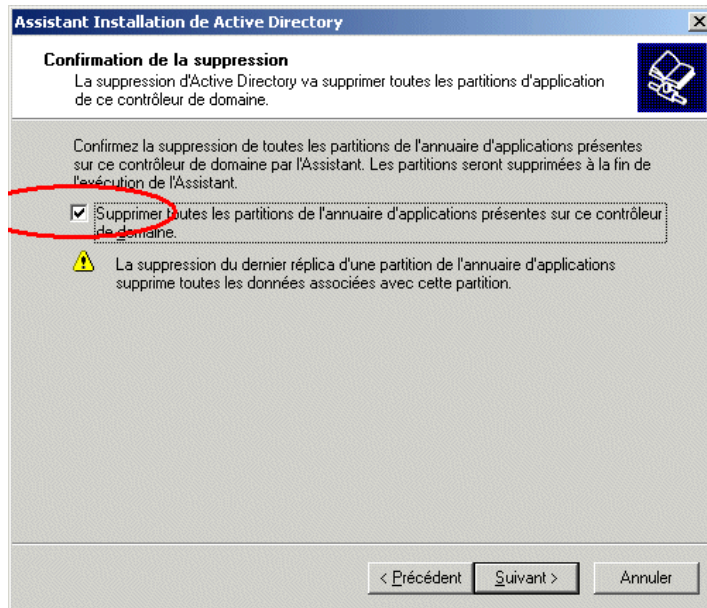 Assistant Installation de Active Directory
Confirmation de la suppression
La suppression d'Active Directory va supprimer toutes les partitions d'application
de ce contrôleur de domaine.
Confirmez la suppression de toutes les partitions de l'annuaire d'applications présentes
sur ce contrôleur de domaine par l'Assistant. Les partitions seront supprimées à la fin de
l'exécution de l'Assistant.
Supprimer toutes les partitions de l'annuaire d'applications présentes sur ce contrôleur
de domaine.
La suppression du dernier réplica d'une partition de l'annuaire d'applications
supprime toutes les données associées avec cette partition.
< Précédent Suivant > Annuler